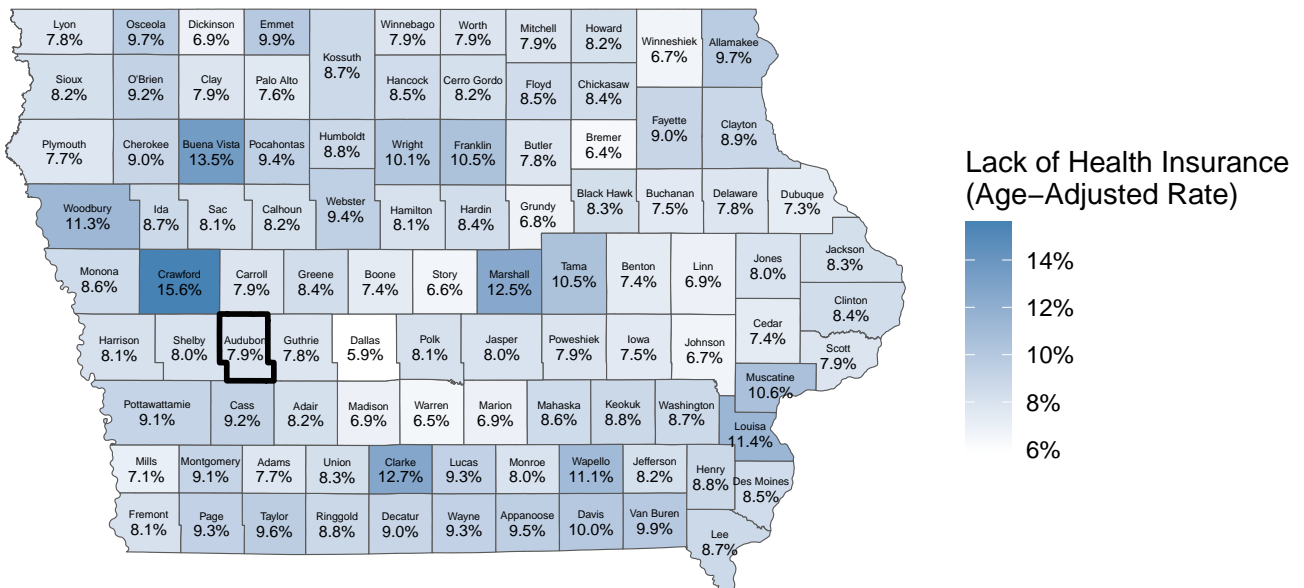 Lyon
7.8%
Osceola
9.7%
Dickinson
6.9%
Emmet
9.9%
Kossuth
8.7%
Winnebago
7.9%
Worth
7.9%
Mitchell
7.9%
Howard
8.2%
Winneshiek
6.7%
Allamakee
9.7%
Sioux
8.2%
O'Brien
9.2%
Clay
7.9%
Palo Alto
7.6%
Hancock
8.5%
Cerro Gordo
8.2%
Floyd
8.5%
Chickasaw
8.4%
Fayette
9.0%
Clayton
8.9%
Plymouth
7.7%
Cherokee
9.0%
Buena Vista
13.5%
Pocahontas
9.4%
Humboldt
8.8%
Wright
10.1%
Franklin
10.5%
Butler
7.8%
Bremer
6.4%
Woodbury
11.3%
Ida
8.7%
Sac
8.1%
Calhoun
8.2%
Webster
9.4%
Hamilton
8.1%
Hardin
8.4%
Grundy
6.8%
Black Hawk
8.3%
Buchanan
7.5%
Delaware
7.8%
Dubuque
7.3%
Monona
8.6%
Crawford
15.6%
Carroll
7.9%
Greene
8.4%
Boone
7.4%
Story
6.6%
Marshall
12.5%
Tama
10.5%
Benton
7.4%
Linn
6.9%
Jones
8.0%
Jackson
8.3%
Clinton
8.4%
Harrison
8.1%
Shelby
8.0%
Audubon
7.9%
Guthrie
7.8%
Dallas
5.9%
Polk
8.1%
Jasper
8.0%
Poweshiek
7.9%
Iowa
7.5%
Johnson
6.7%
Cedar
7.4%
Scott
7.9%
Muscatine
10.6%
Pottawattamie
9.1%
Cass
9.2%
Adair
8.2%
Madison
6.9%
Warren
6.5%
Marion
6.9%
Mahaska
8.6%
Keokuk
8.8%
Washington
8.7%
Louisa
11.4%
Mills
7.1%
Montgomery
9.1%
Adams
7.7%
Union
8.3%
Clarke
12.7%
Lucas
9.3%
Monroe
8.0%
Wapello
11.1%
Jefferson
8.2%
Henry
8.8%
Des Moines
8.5%
Fremont
8.1%
Page
9.3%
Taylor
9.6%
Ringgold
8.8%
Decatur
9.0%
Wayne
9.3%
Appanoose
9.5%
Davis
10.0%
Van Buren
9.9%
Lee
8.7%
Lack of Health Insurance
(Age−Adjusted Rate)
14%
12%
10%
8%
6%